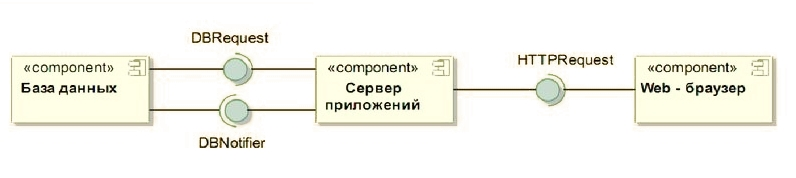 DBRequest
«component»
База данных
DBNotifier
«component»
Сервер
приложений
HTTPRequest
«component»
Web - браузер